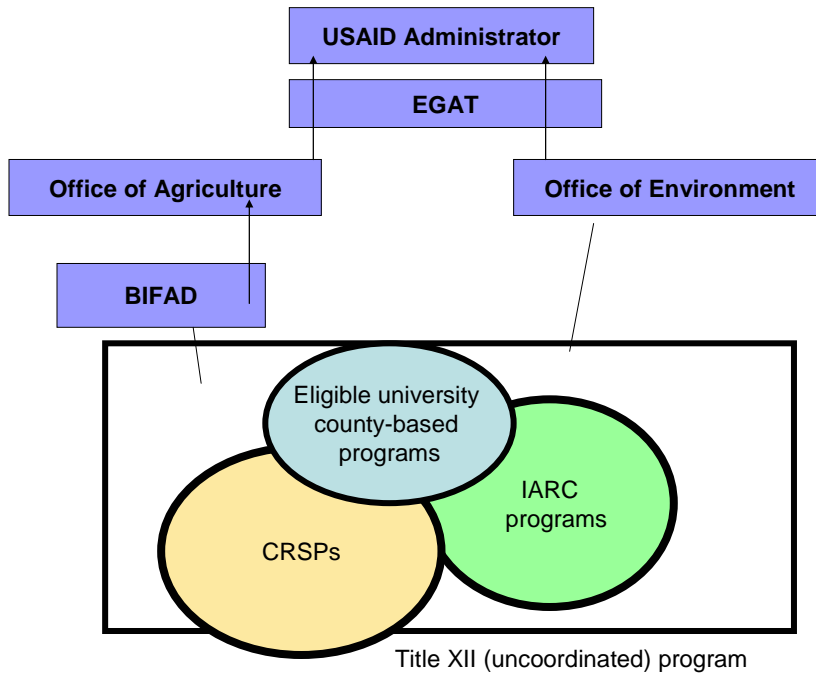 USAID Administrator
EGAT
Office of Agriculture
Office of Environment
BIFAD
Eligible university
county-based
programs
IARC
programs
CRSPs
Title XII (uncoordinated) program